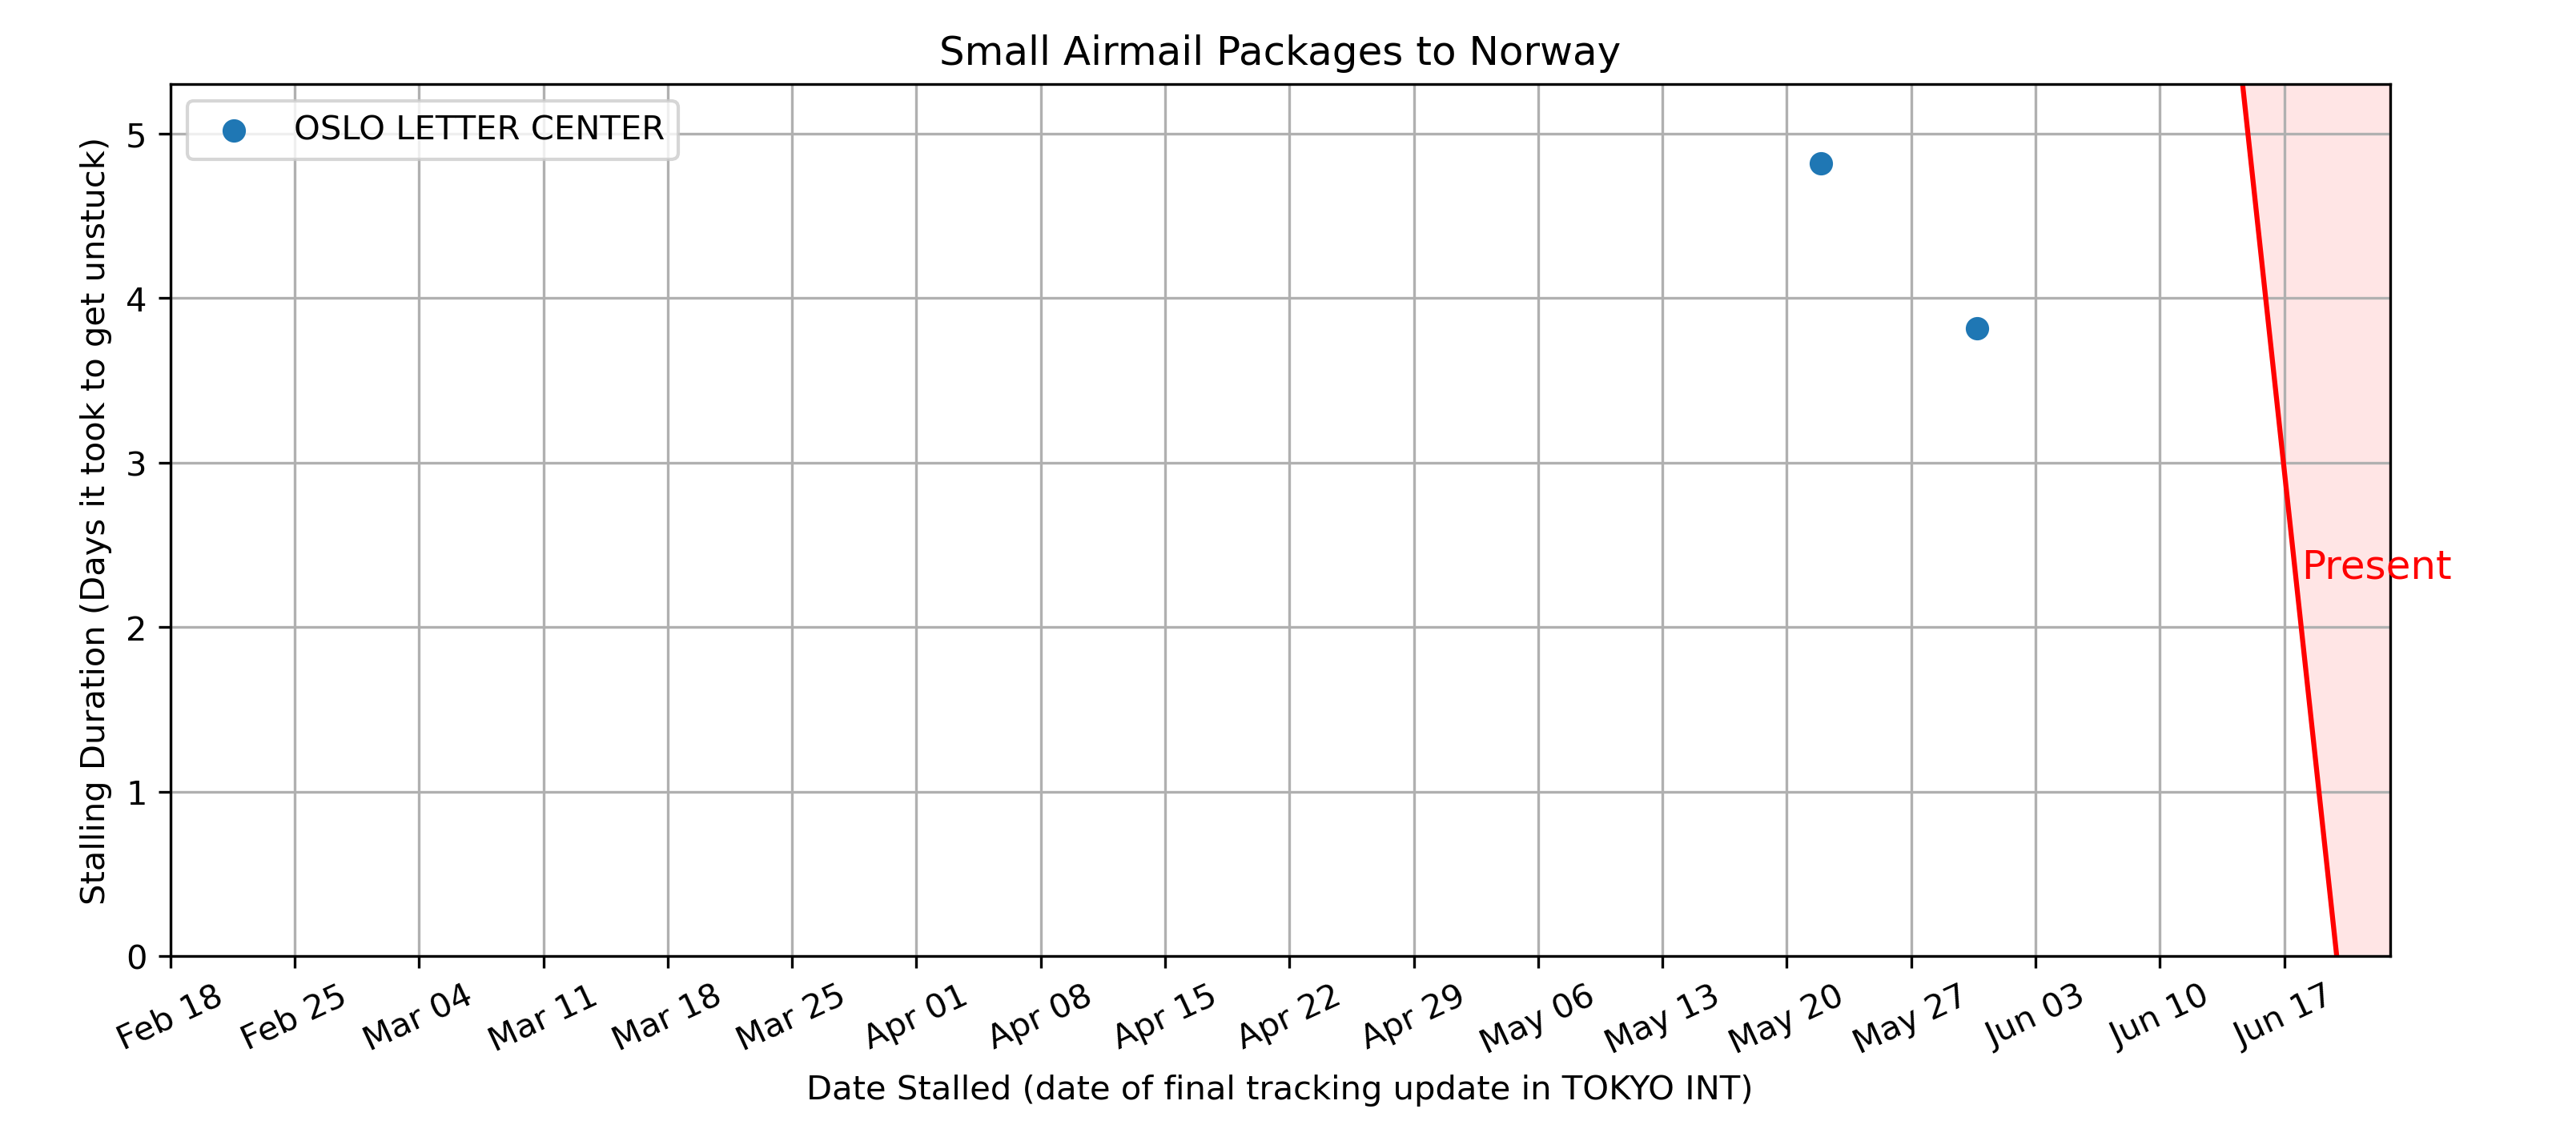 Small Airmail Packages to Norway
OSLO LETTER CENTER
Stalling Duration (Days it took to get unstuck)
5
4
3
2
1
0
Present
Feb 18
Feb 25
Mar 04
Mar 11
Mar 18
Mar 25
Apr 01
Apr 08
Apr 15
Apr 22
Apr 29
May 06
May 13
May 20
May 27
Jun 03
Jun 10
Jun 17
Date Stalled (date of final tracking update in TOKYO INT)